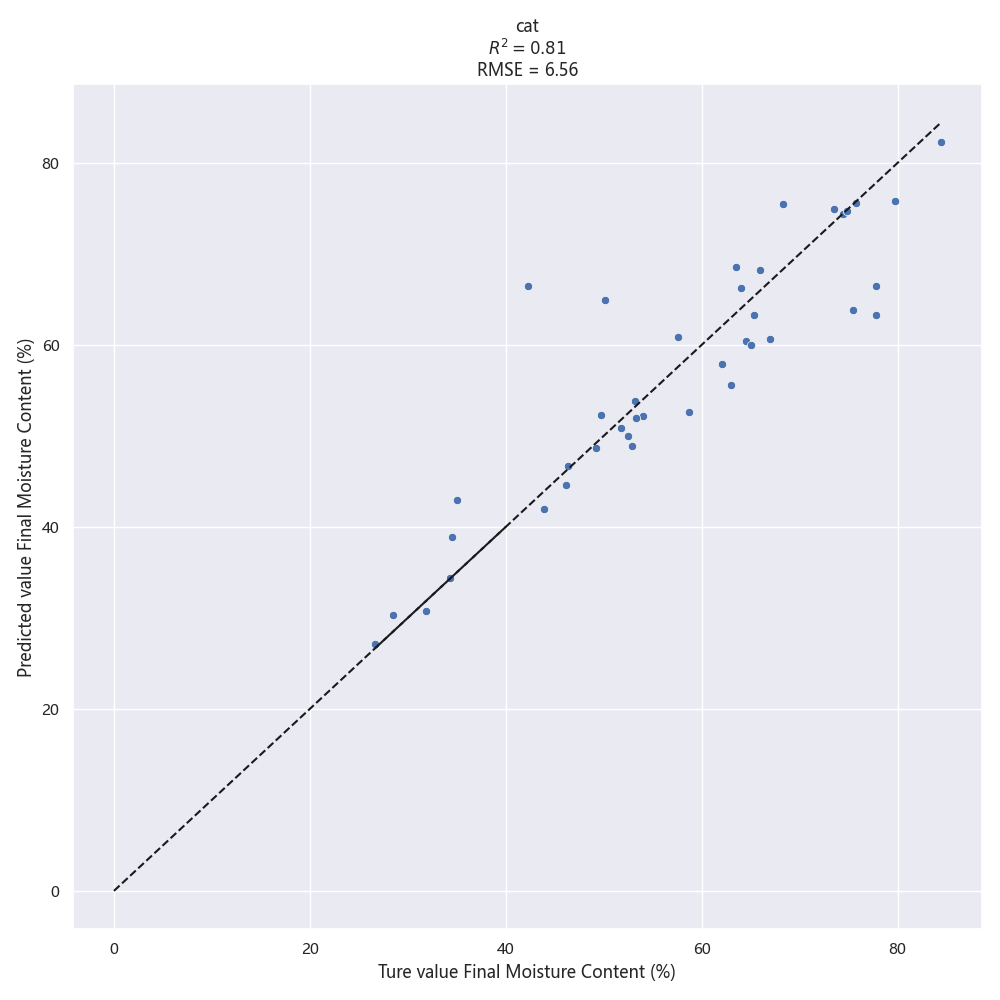 cat
R² = 0.81
RMSE = 6.56
Predicted value Final Moisture Content (%)
80
60
40
20
0
0 20 40 60 80
Ture value Final Moisture Content (%)